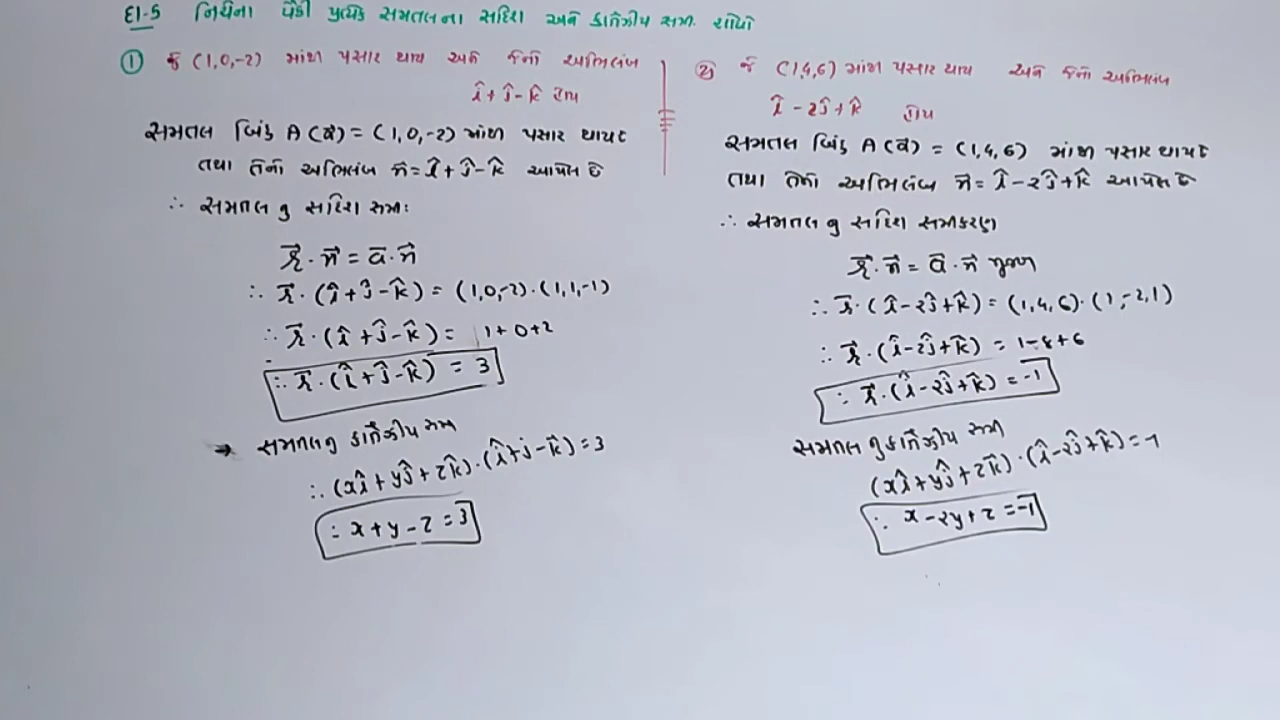 દા-5 નિચેના પૈકી પ્રત્યેક સમતલના સદિશ અને કાર્તેઝીય સમી. શોધો
① જે (1,0,-2) માંથી પસાર થાય અને જેનો અભિલંબ
î + ĵ - k̂ હોય
સમતલ બિંદુ A(a⃗) = (1,0,-2) માંથી પસાર થાય છે
તથા તેનો અભિલંબ n⃗ = î + ĵ - k̂ આપેલ છે
∴ સમતલ નુ સદિશ સમી:
r⃗ · n⃗ = a̅ · n⃗
∴ r⃗ · (î + ĵ - k̂) = (1,0,-2) · (1,1,-1)
∴ r⃗ · (î + ĵ - k̂) = 1 + 0 + 2
∴ r⃗ · (î + ĵ - k̂) = 3
→ સમતલ નુ કાર્તેઝીય સમી
∴ (xî + yĵ + zk̂) · (î + j - k̂) = 3
∴ x + y - z = 3
② જે (1,4,6) માંથી પસાર થાય અને જેનો અભિલંબ
î - 2ĵ + k̂ હોય
સમતલ બિંદુ A(a⃗) = (1,4,6) માંથી પસાર થાય છે
તથા તેનો અભિલંબ n⃗ = î - 2ĵ + k̂ આપેલ છે
∴ સમતલ નુ સદિશ સમીકરણ
r⃗ · n⃗ = a̅ · n⃗ મુજબ
∴ r⃗ · (î - 2ĵ + k̂) = (1,4,6) · (1,-2,1)
∴ r⃗ · (î - 2ĵ + k̂) = 1 - 8 + 6
∴ r⃗ · (î - 2ĵ + k̂) = -1
સમતલ નુ કાર્તેઝીય સમી
(xî + yĵ + zk̂) · (î - 2ĵ + k̂) = -1
∴ x - 2y + z = -1